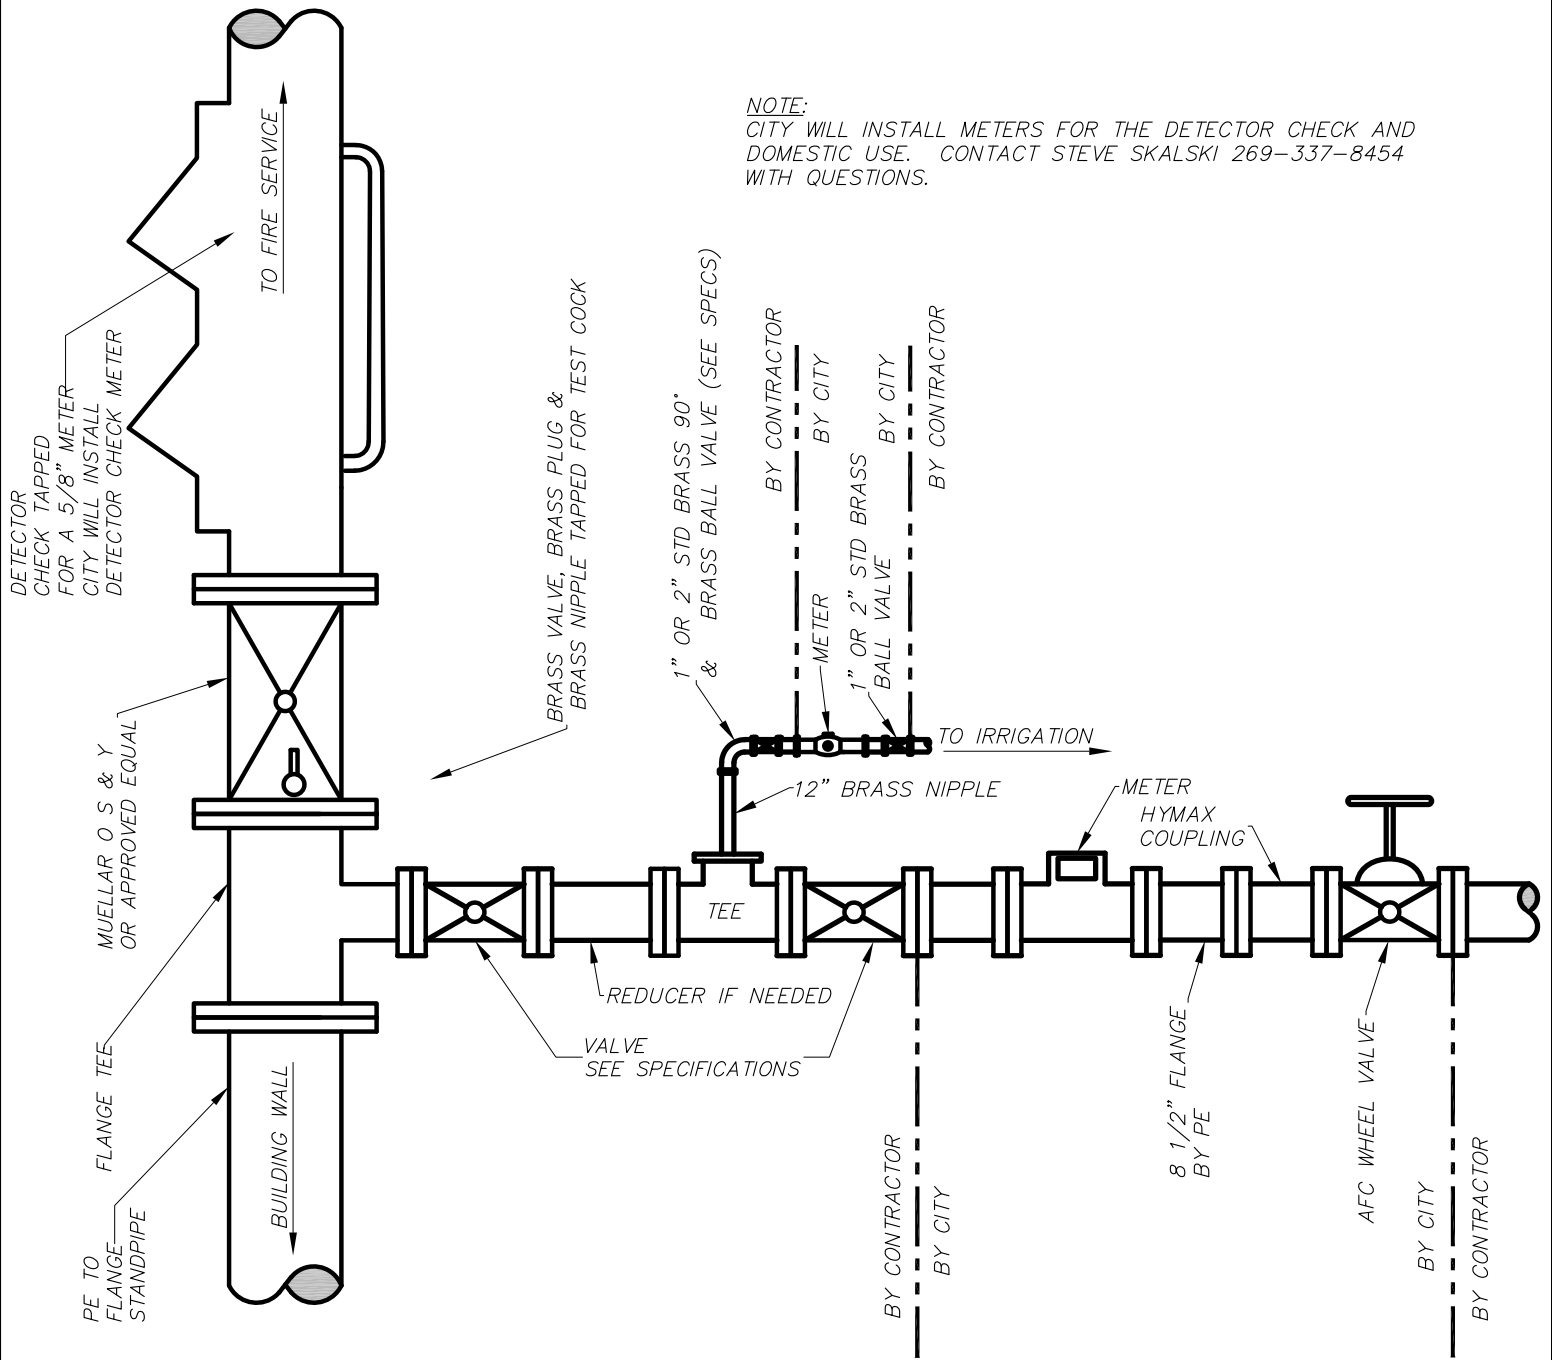 NOTE:
CITY WILL INSTALL METERS FOR THE DETECTOR CHECK AND
DOMESTIC USE. CONTACT STEVE SKALSKI 269-337-8454
WITH QUESTIONS.
DETECTOR
CHECK TAPPED
FOR A 5/8" METER
CITY WILL INSTALL
DETECTOR CHECK METER
TO FIRE SERVICE
MUELLAR O S & Y
OR APPROVED EQUAL
FLANGE TEE
PE TO
FLANGE
STANDPIPE
BUILDING WALL
BRASS VALVE, BRASS PLUG &
BRASS NIPPLE TAPPED FOR TEST COCK
1" OR 2" STD BRASS 90°
& BRASS BALL VALVE (SEE SPECS)
BY CONTRACTOR
BY CITY
METER
1" OR 2" STD BRASS
BALL VALVE
BY CITY
BY CONTRACTOR
TO IRRIGATION
12" BRASS NIPPLE
METER
HYMAX
COUPLING
TEE
REDUCER IF NEEDED
VALVE
SEE SPECIFICATIONS
BY CONTRACTOR
BY CITY
8 1/2" FLANGE
BY PE
AFC WHEEL VALVE
BY CITY
BY CONTRACTOR